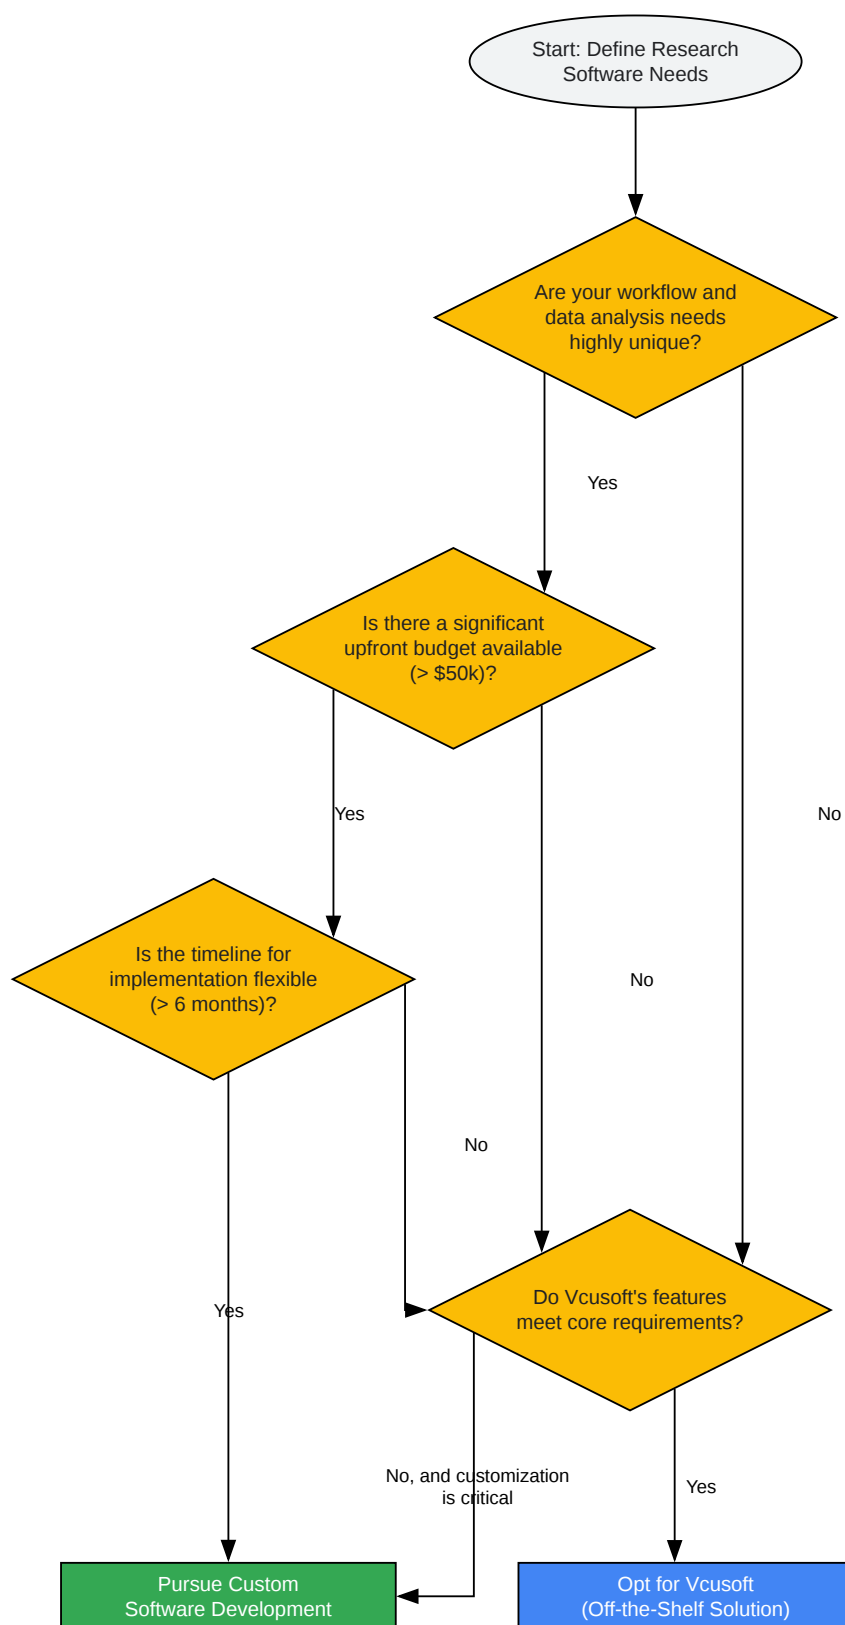 Start: Define Research
Software Needs
Are your workflow and
data analysis needs
highly unique?
Yes
Is there a significant
upfront budget available
(> $50k)?
Yes
No
Is the timeline for
implementation flexible
(> 6 months)?
No
No
Yes
Do Vcusoft's features
meet core requirements?
No, and customization
is critical
Yes
Pursue Custom
Software Development
Opt for Vcusoft
(Off-the-Shelf Solution)